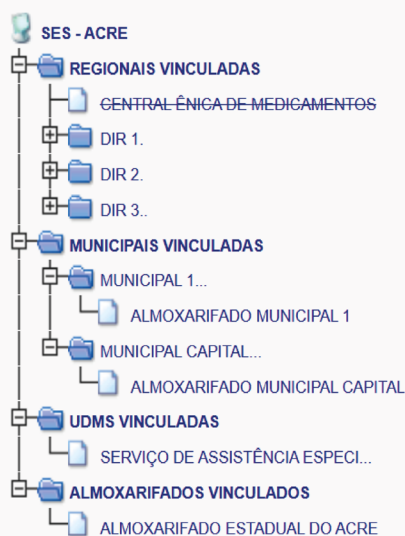 SES - ACRE
REGIONAIS VINCULADAS
CENTRAL ÊNICA DE MEDICAMENTOS
DIR 1.
DIR 2.
DIR 3..
MUNICIPAIS VINCULADAS
MUNICIPAL 1...
ALMOXARIFADO MUNICIPAL 1
MUNICIPAL CAPITAL...
ALMOXARIFADO MUNICIPAL CAPITAL
UDMS VINCULADAS
SERVIÇO DE ASSISTÊNCIA ESPECI...
ALMOXARIFADOS VINCULADOS
ALMOXARIFADO ESTADUAL DO ACRE